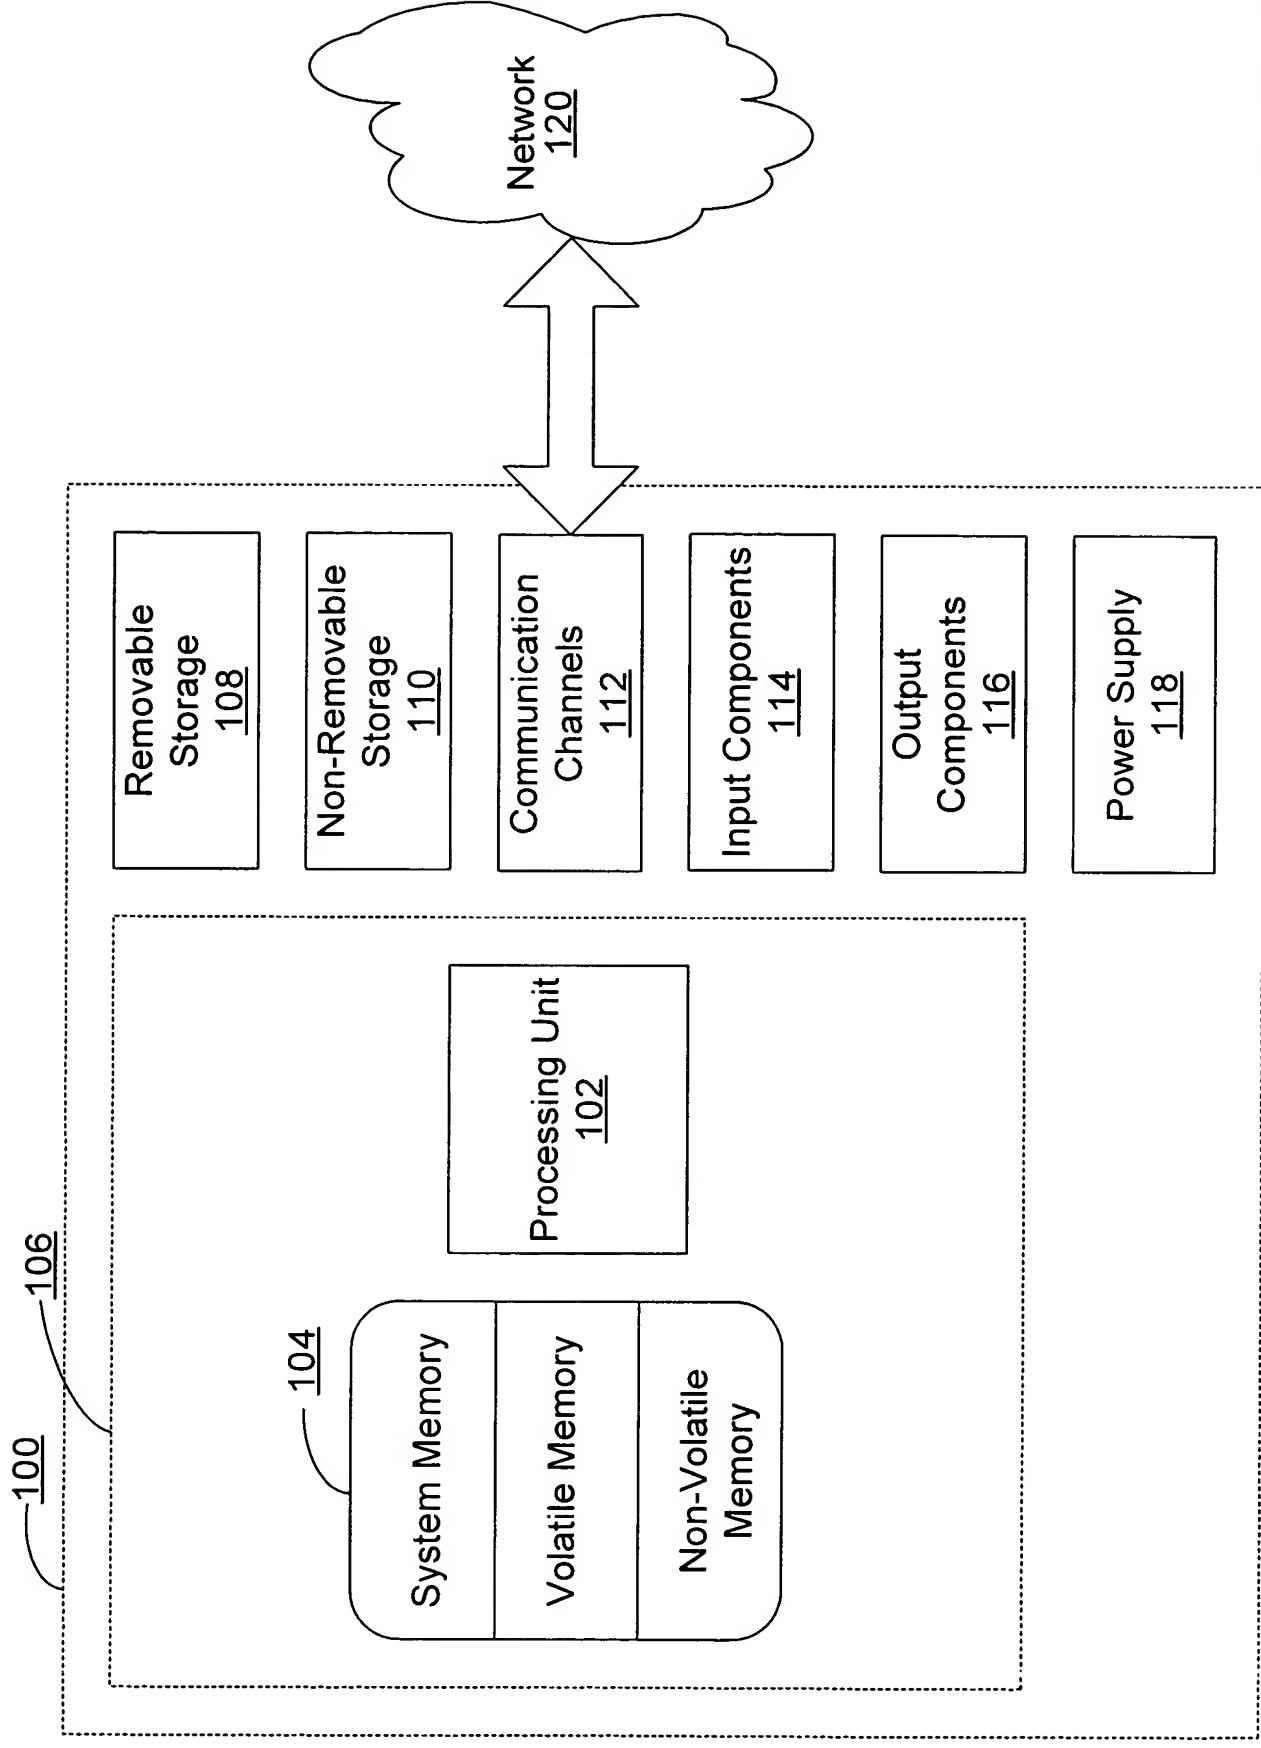 100
106
104
System Memory
Volatile Memory
Non-Volatile
Memory
Processing Unit
102
Removable
Storage
108
Non-Removable
Storage
110
Communication
Channels
112
Input Components
114
Output
Components
116
Power Supply
118
Network
120